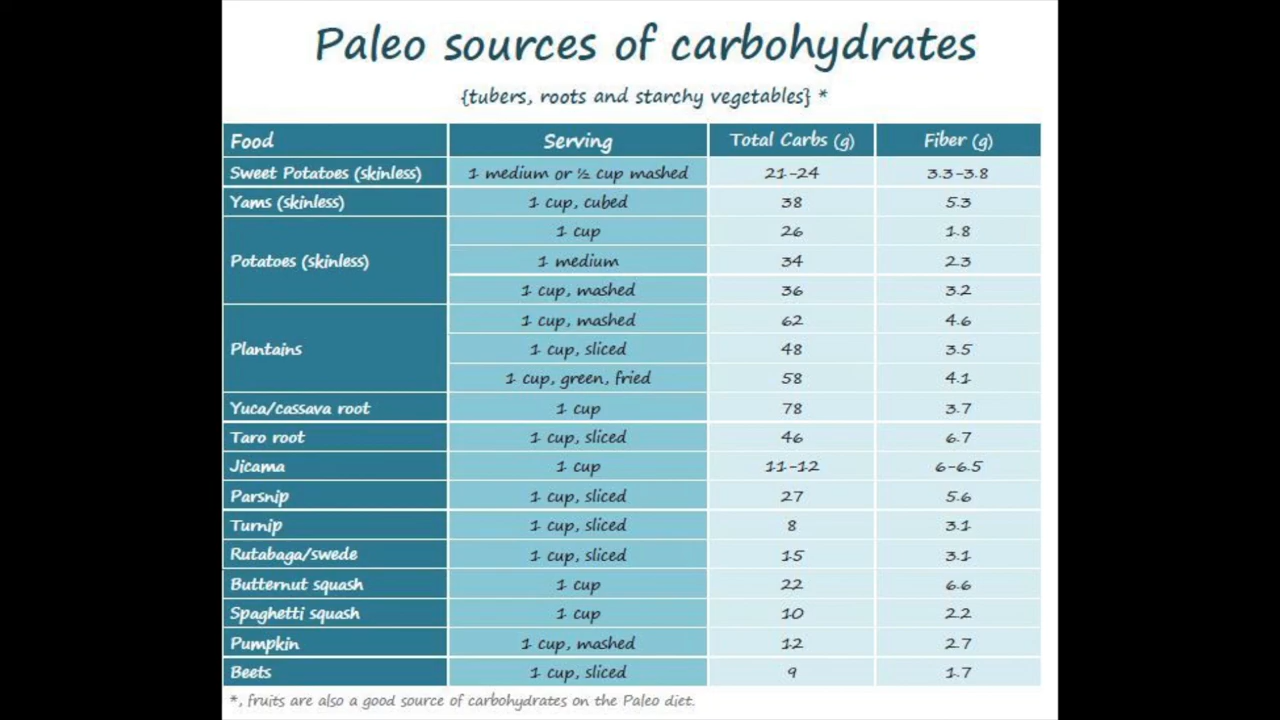 Paleo sources of carbohydrates
{tubers, roots and starchy vegetables} *
Food Serving Total Carbs (g) Fiber (g)
Sweet Potatoes (skinless) 1 medium or ½ cup mashed 21-24 3.3-3.8
Yams (skinless) 1 cup, cubed 38 5.3
Potatoes (skinless) 1 cup 26 1.8
1 medium 34 2.3
1 cup, mashed 36 3.2
Plantains 1 cup, mashed 62 4.6
1 cup, sliced 48 3.5
1 cup, green, fried 58 4.1
Yuca/cassava root 1 cup 78 3.7
Taro root 1 cup, sliced 46 6.7
Jicama 1 cup 11-12 6-6.5
Parsnip 1 cup, sliced 27 5.6
Turnip 1 cup, sliced 8 3.1
Rutabaga/swede 1 cup, sliced 15 3.1
Butternut squash 1 cup 22 6.6
Spaghetti squash 1 cup 10 2.2
Pumpkin 1 cup, mashed 12 2.7
Beets 1 cup, sliced 9 1.7
*, fruits are also a good source of carbohydrates on the Paleo diet.